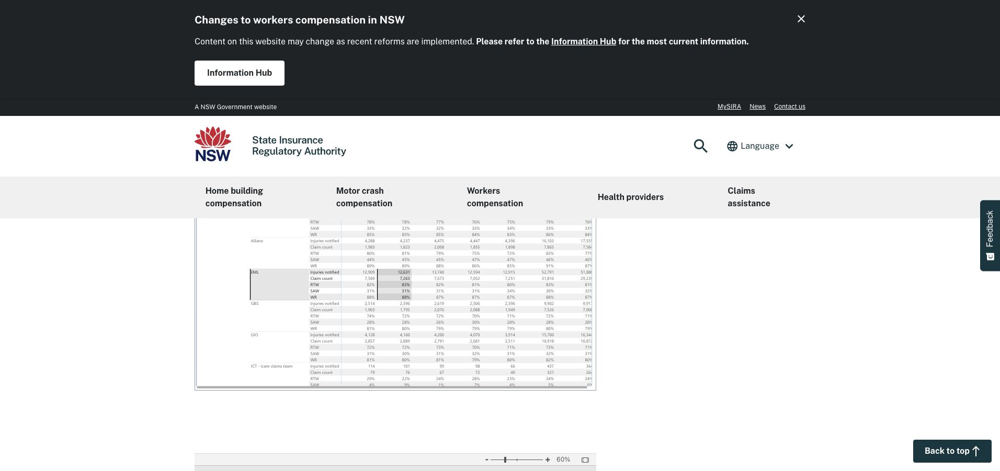 Changes to workers compensation in NSW
Content on this website may change as recent reforms are implemented. Please refer to the Information Hub for the most current information.
Information Hub
A NSW Government website
MySIRA News Contact us
NSW
State Insurance
Regulatory Authority
Language
Home building
compensation
Motor crash
compensation
Workers
compensation
Health providers
Claims
assistance
RTW 78% 78% 77% 76% 75% 79% 76%
SAW 33% 32% 32% 33% 34% 33% 33%
WR 85% 85% 85% 84% 83% 86% 84%
Allianz Injuries notified 4,288 4,237 4,475 4,447 4,396 16,103
Claim count 1,983 1,823 2,008 1,855 1,898 7,865
RTW 80% 81% 79% 75% 72% 83% 77%
SAW 44% 45% 45% 47% 47% 46% 46%
WR 89% 89% 88% 86% 85% 91% 87%
EML Injuries notified 12,909 12,631 13,740 12,594 12,915 52,791
Claim count 7,589 7,263 7,673 7,052 7,251 31,816
RTW 82% 83% 82% 81% 80% 83% 81%
SAW 31% 31% 31% 31% 34% 30% 32%
WR 88% 88% 87% 87% 87% 88% 87%
GBS Injuries notified 2,514 2,396 2,619 2,506 2,396 9,902
Claim count 1,903 1,795 2,076 2,088 1,949 7,526
RTW 74% 72% 72% 70% 71% 72% 71%
SAW 28% 28% 26% 30% 28% 28% 28%
WR 81% 80% 79% 79% 79% 80% 79%
GIO Injuries notified 4,128 4,160 4,200 4,070 3,914 15,700
Claim count 2,857 2,889 2,791 2,681 2,511 10,918
RTW 72% 72% 73% 70% 71% 73% 71%
SAW 31% 30% 31% 32% 31% 32% 31%
WR 81% 80% 81% 79% 80% 82% 80%
ICT - icare claims team Injuries notified 114 101 99 98 66 437
Claim count 79 76 67 72 49 321
RTW 29% 22% 24% 28% 23% 24% 24%
SAW 4% 9% 1% 7% 4% 5% 6%
- + 60%
Feedback
Back to top